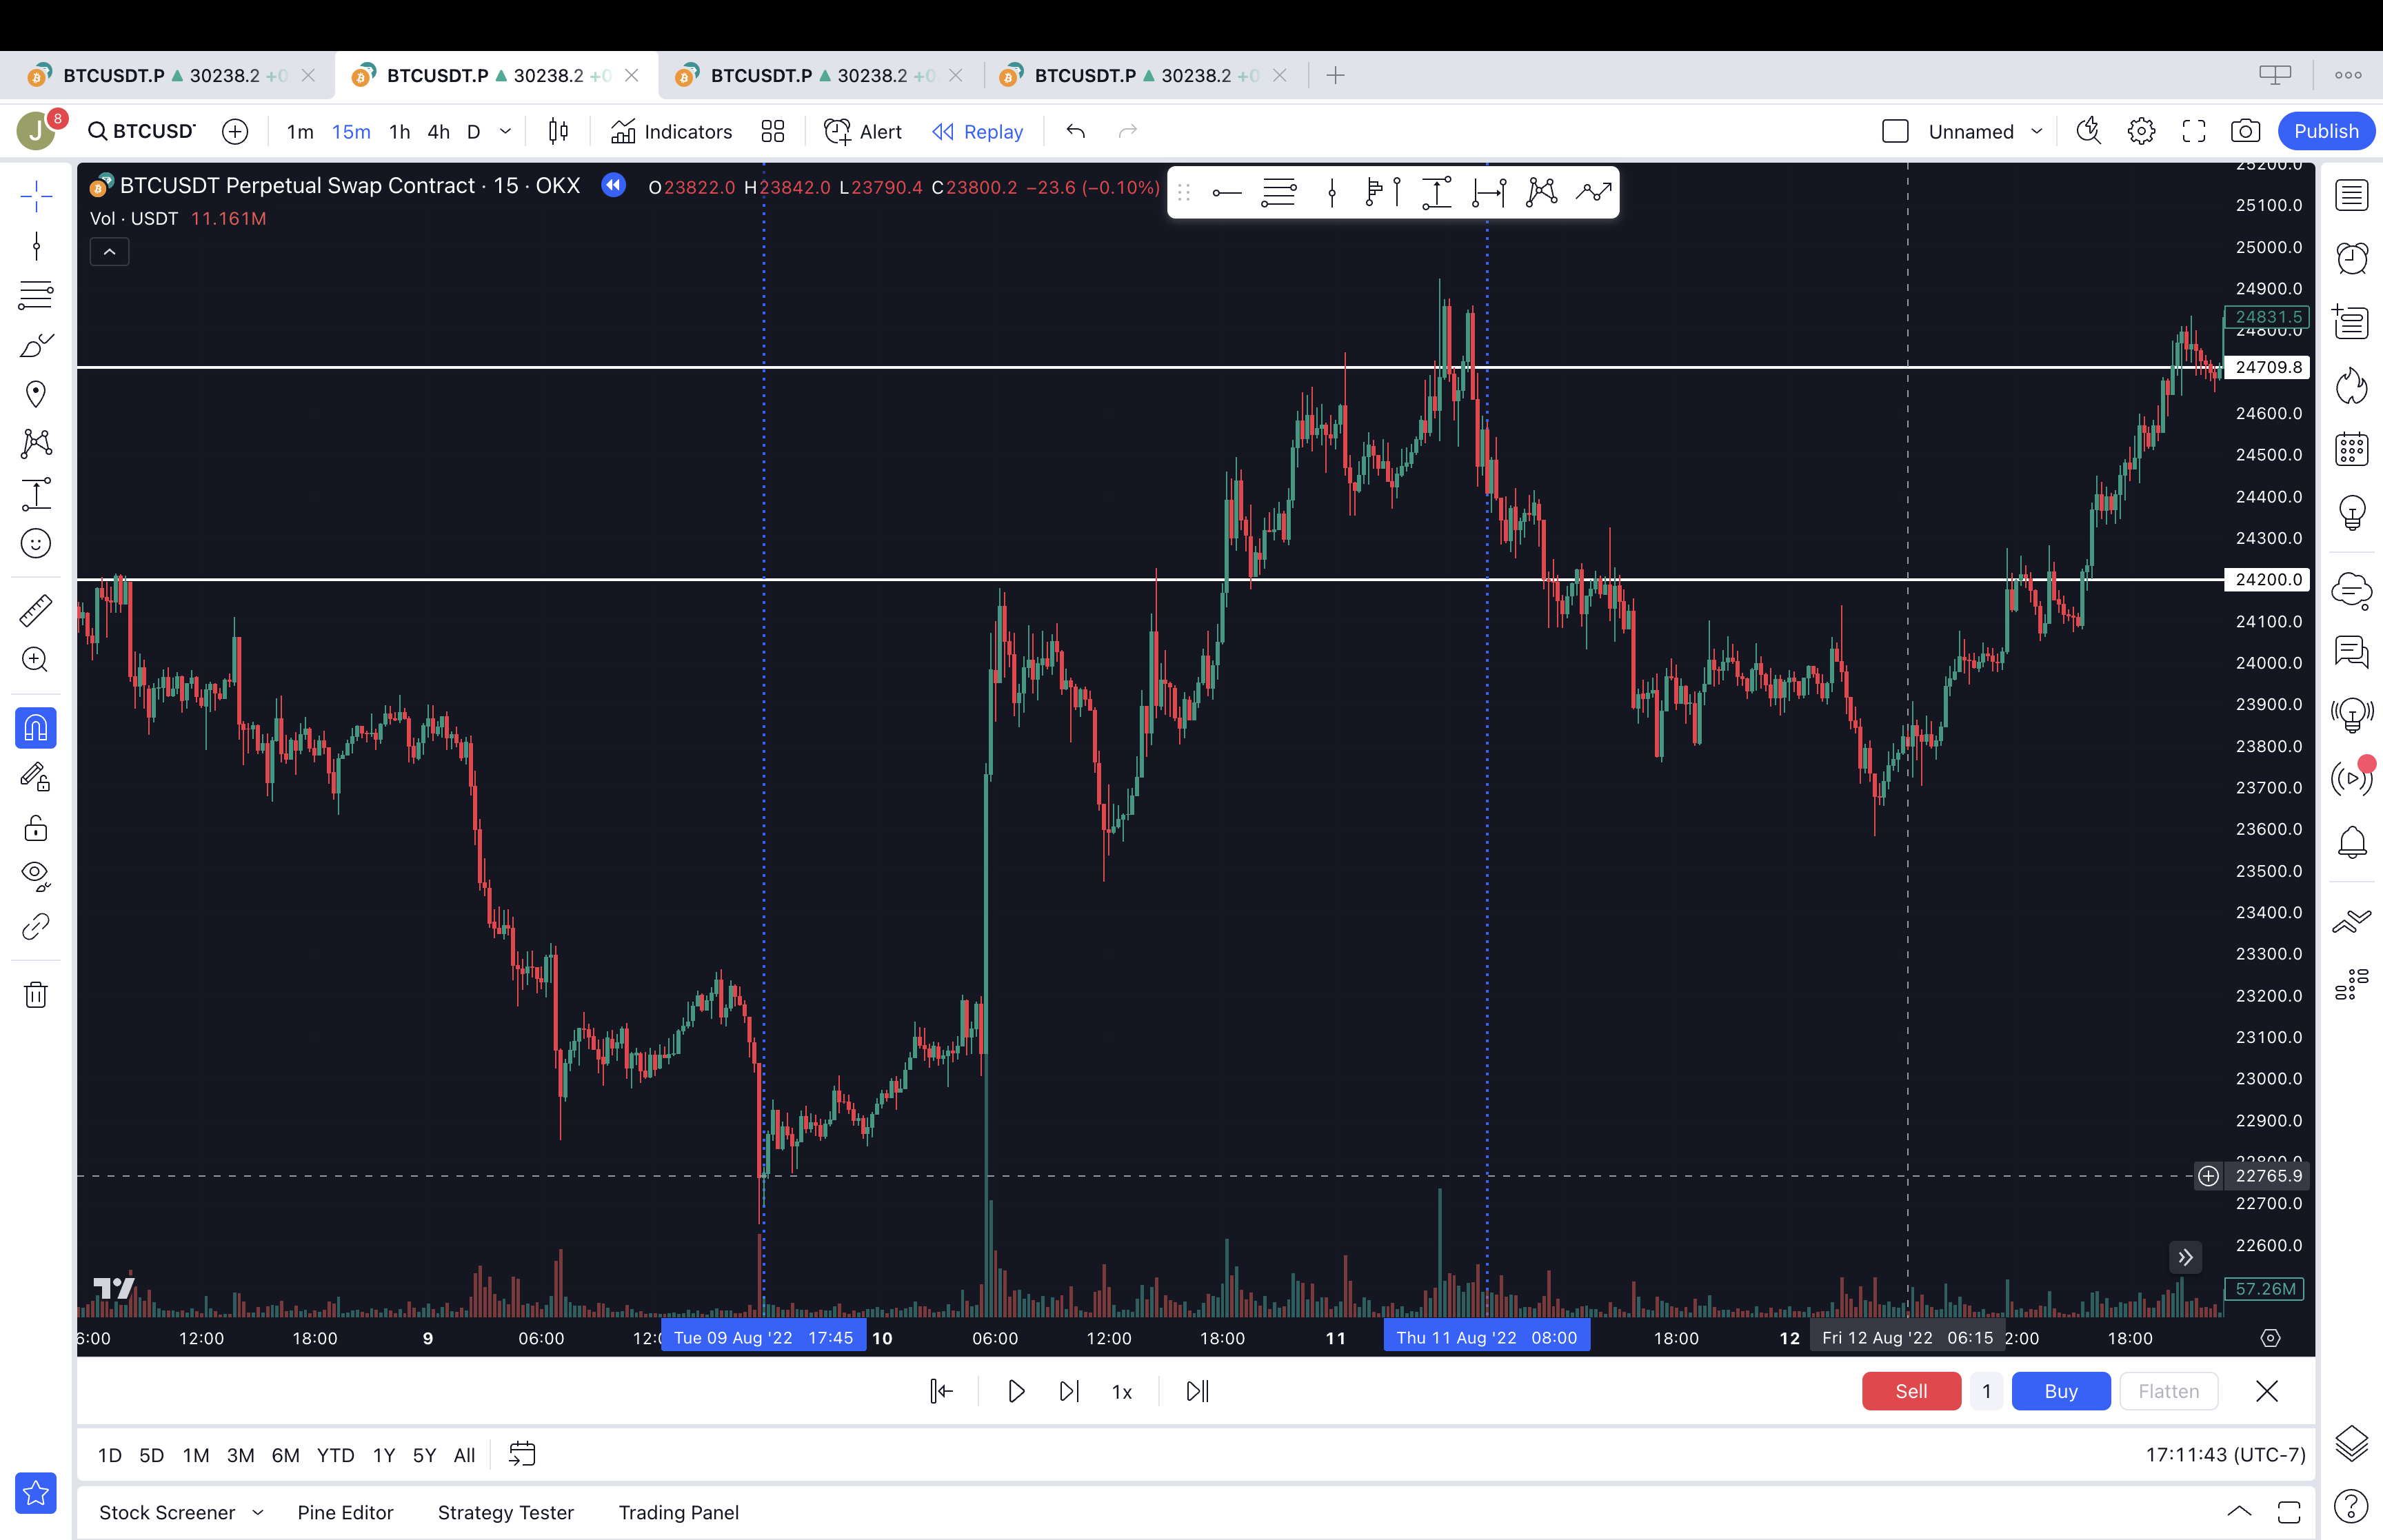 BTCUSDT.P ▲ 30238.2 +0
BTCUSDT.P ▲ 30238.2 +0
BTCUSDT.P ▲ 30238.2 +0
BTCUSDT.P ▲ 30238.2 +0
J 8 BTCUSD 1m 15m 1h 4h D Indicators Alert Replay Unnamed Publish
BTCUSDT Perpetual Swap Contract · 15 · OKX O23822.0 H23842.0 L23790.4 C23800.2 −23.6 (−0.10%)
Vol · USDT 11.161M
25200.0
25100.0
25000.0
24900.0
24831.5
24800.0
24709.8
24600.0
24500.0
24400.0
24300.0
24200.0
24100.0
24000.0
23900.0
23800.0
23700.0
23600.0
23500.0
23400.0
23300.0
23200.0
23100.0
23000.0
22900.0
22800.0
22765.9
22700.0
22600.0
57.26M
6:00 12:00 18:00 9 06:00 12:0 Tue 09 Aug '22 17:45 10 06:00 12:00 18:00 11 Thu 11 Aug '22 08:00 18:00 12 Fri 12 Aug '22 06:15 2:00 18:00
1x Sell 1 Buy Flatten
1D 5D 1M 3M 6M YTD 1Y 5Y All 17:11:43 (UTC-7)
Stock Screener Pine Editor Strategy Tester Trading Panel